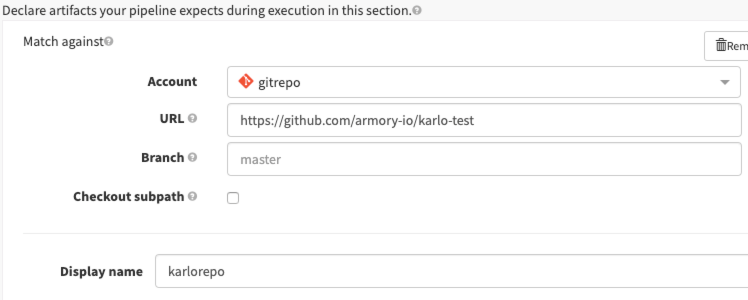 Declare artifacts your pipeline expects during execution in this section.
Match against
Rem
Account gitrepo
URL https://github.com/armory-io/karlo-test
Branch master
Checkout subpath
Display name karlorepo